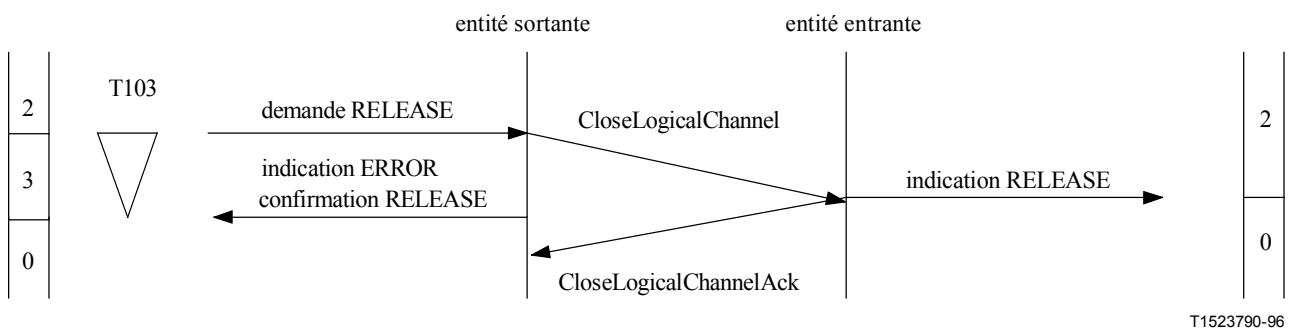 entité sortante entité entrante
T103
2 demande RELEASE CloseLogicalChannel 2
indication ERROR
3 confirmation RELEASE indication RELEASE
0 CloseLogicalChannelAck 0
T1523790-96